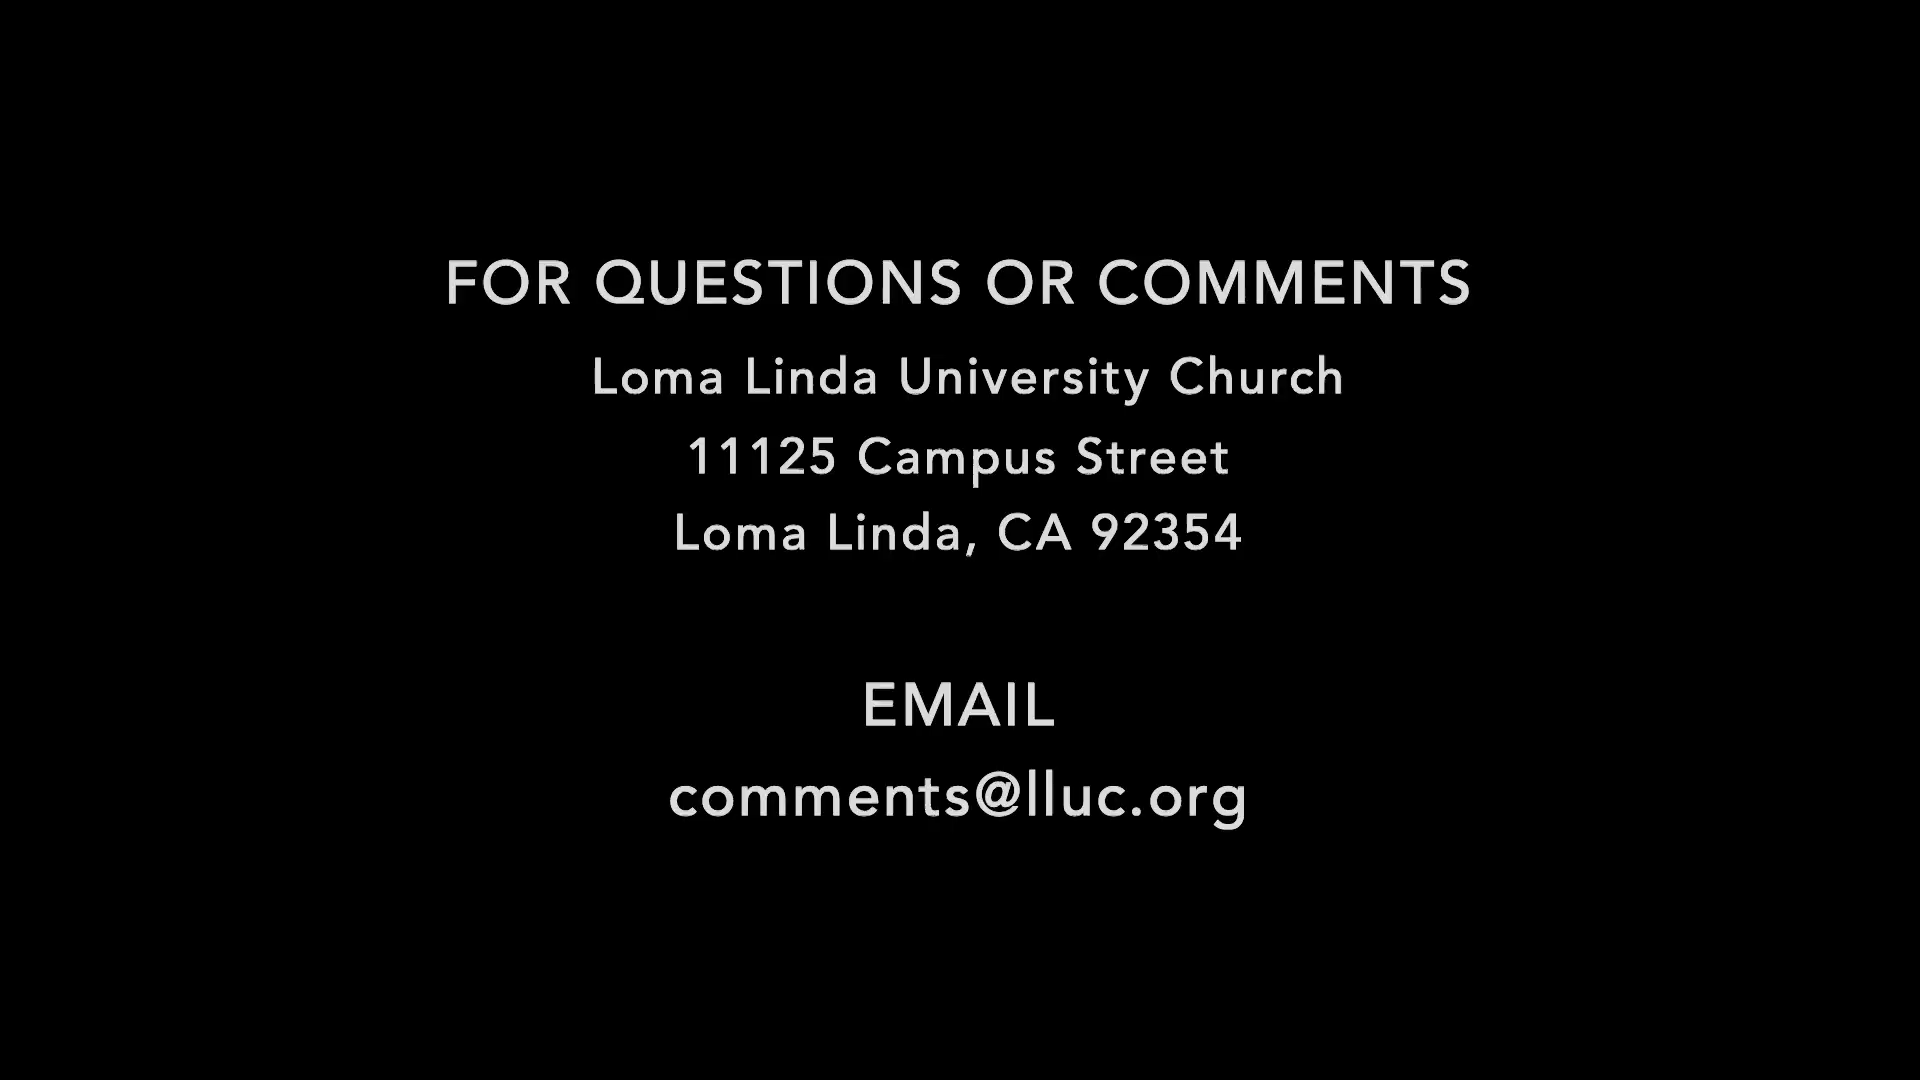 FOR QUESTIONS OR COMMENTS
Loma Linda University Church
11125 Campus Street
Loma Linda, CA 92354
EMAIL
comments@lluc.org